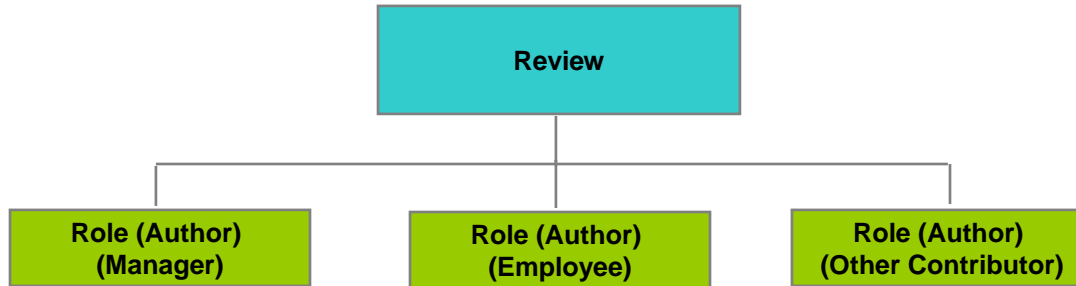 Review
Role (Author)
(Manager)
Role (Author)
(Employee)
Role (Author)
(Other Contributor)